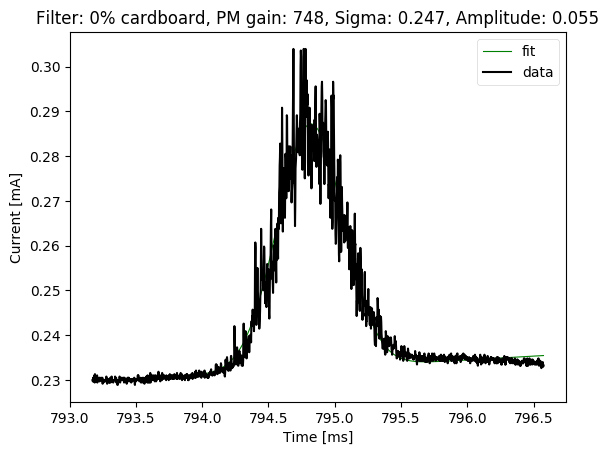 Filter: 0% cardboard, PM gain: 748, Sigma: 0.247, Amplitude: 0.055
fit
data
0.30
0.29
0.28
0.27
0.26
0.25
0.24
0.23
Current [mA]
793.0 793.5 794.0 794.5 795.0 795.5 796.0 796.5
Time [ms]